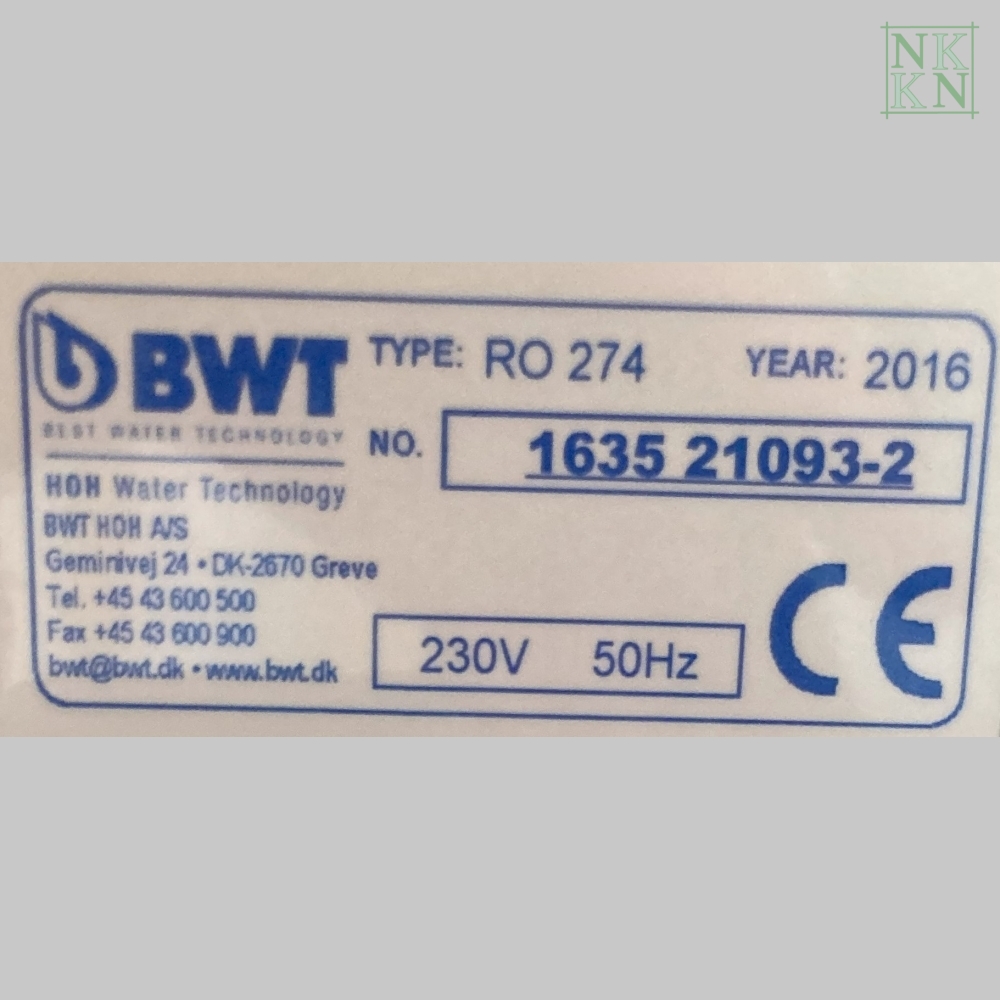 NK
KN
BWT
BEST WATER TECHNOLOGY
TYPE: RO 274 YEAR: 2016
NO. 1635 21093-2
HOH Water Technology
BWT HOH A/S
Geminivej 24 • DK-2670 Greve
Tel. +45 43 600 500
Fax +45 43 600 900
bwt@bwt.dk • www.bwt.dk
230V 50Hz
CE